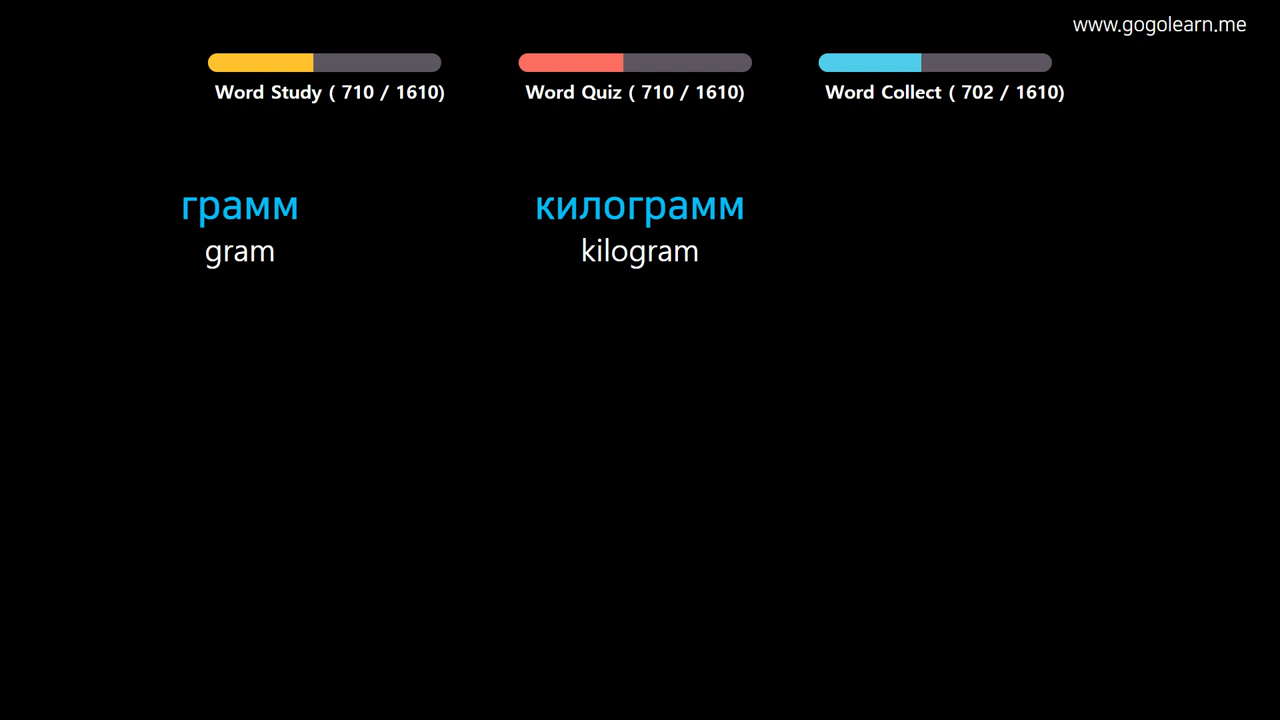 www.gogolearn.me
Word Study ( 710 / 1610)
Word Quiz ( 710 / 1610)
Word Collect ( 702 / 1610)
грамм
gram
килограмм
kilogram